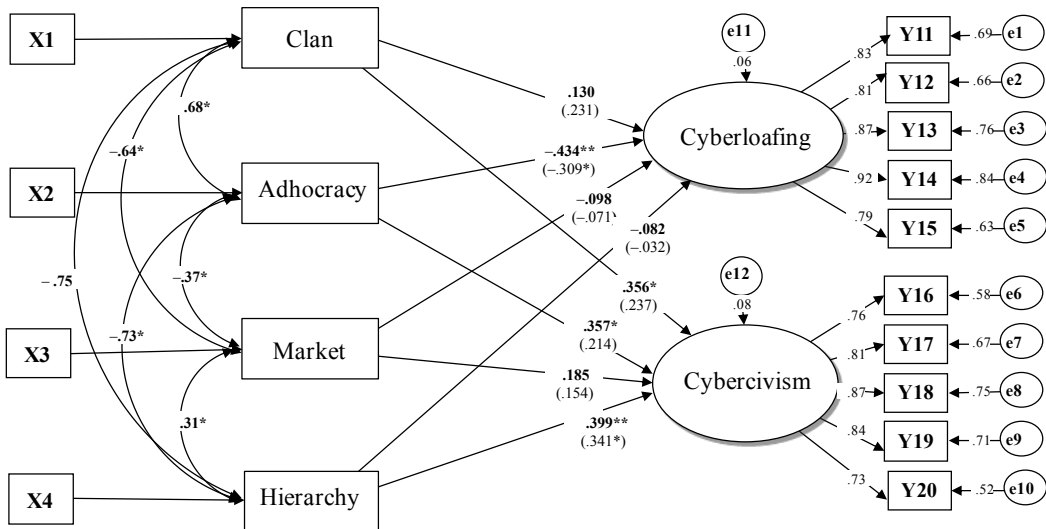 X1
Clan
e11
.06
.83
Y11
.69
e1
.81
Y12
.66
e2
.130
(.231)
Cyberloafing
.87
Y13
.76
e3
.68*
–.64*
–.434**
(–.309*)
.92
Y14
.84
e4
X2
Adhocracy
–.098
(–.071)
.79
Y15
.63
e5
–.082
(–.032)
–.75
–.37*
.356*
(.237)
e12
.08
.76
Y16
.58
e6
–.73*
.357*
(.214)
.81
Y17
.67
e7
X3
Market
.185
(.154)
Cybercivism
.87
Y18
.75
e8
.31*
.399**
(.341*)
.84
Y19
.71
e9
X4
Hierarchy
.73
Y20
.52
e10